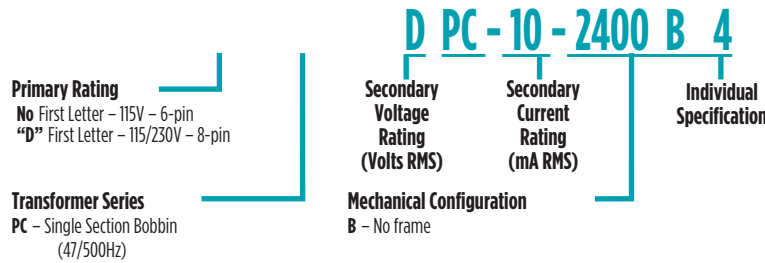 D PC - 10 - 2400 B 4
Primary Rating
No First Letter – 115V – 6-pin
“D” First Letter – 115/230V – 8-pin
Secondary
Voltage
Rating
(Volts RMS)
Secondary
Current
Rating
(mA RMS)
Individual
Specification
Transformer Series
PC – Single Section Bobbin
(47/500Hz)
Mechanical Configuration
B – No frame